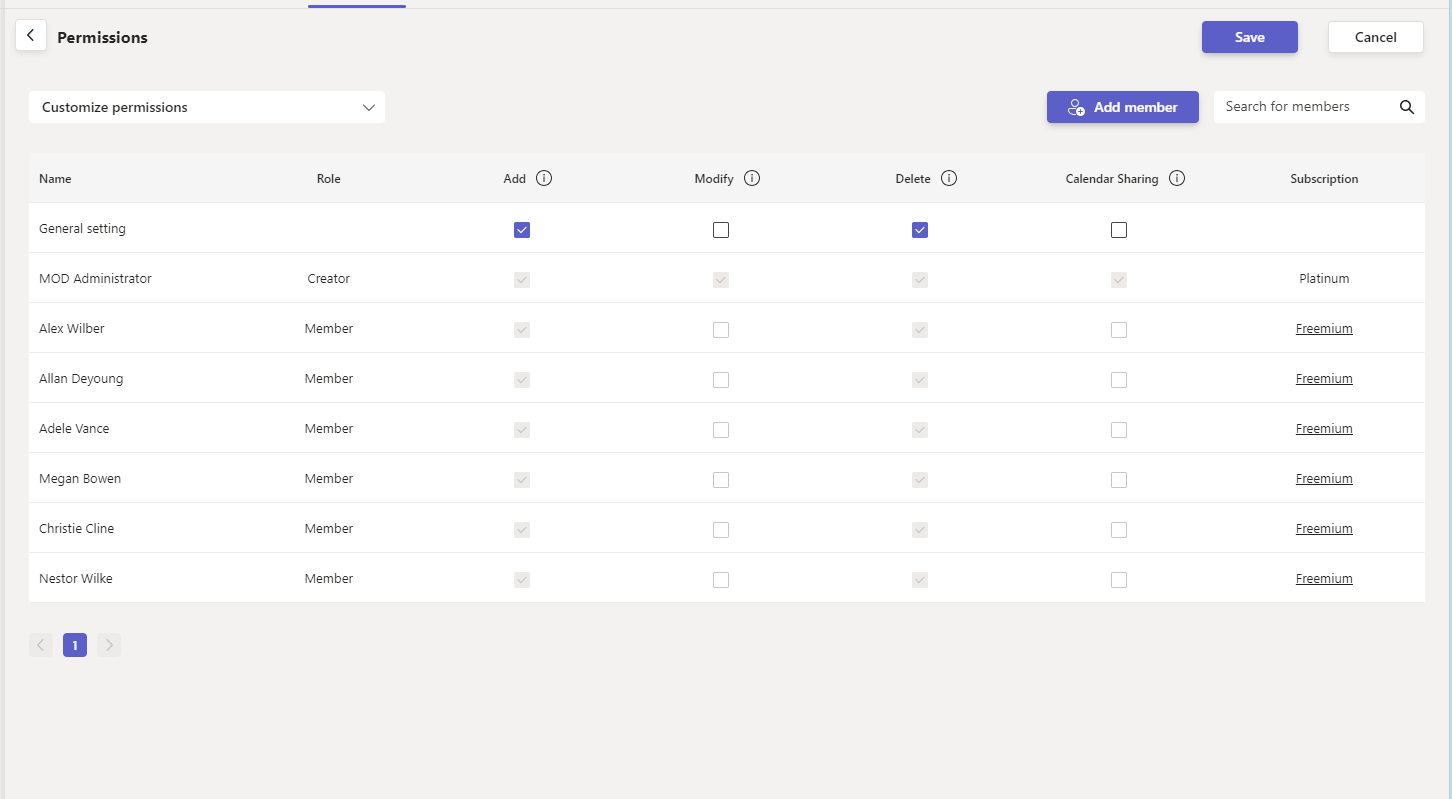 Permissions
Save
Cancel
Customize permissions
Add member
Search for members
Name Role Add Modify Delete Calendar Sharing Subscription
General setting
MOD Administrator Creator Platinum
Alex Wilber Member Freemium
Allan Deyoung Member Freemium
Adele Vance Member Freemium
Megan Bowen Member Freemium
Christie Cline Member Freemium
Nestor Wilke Member Freemium
1